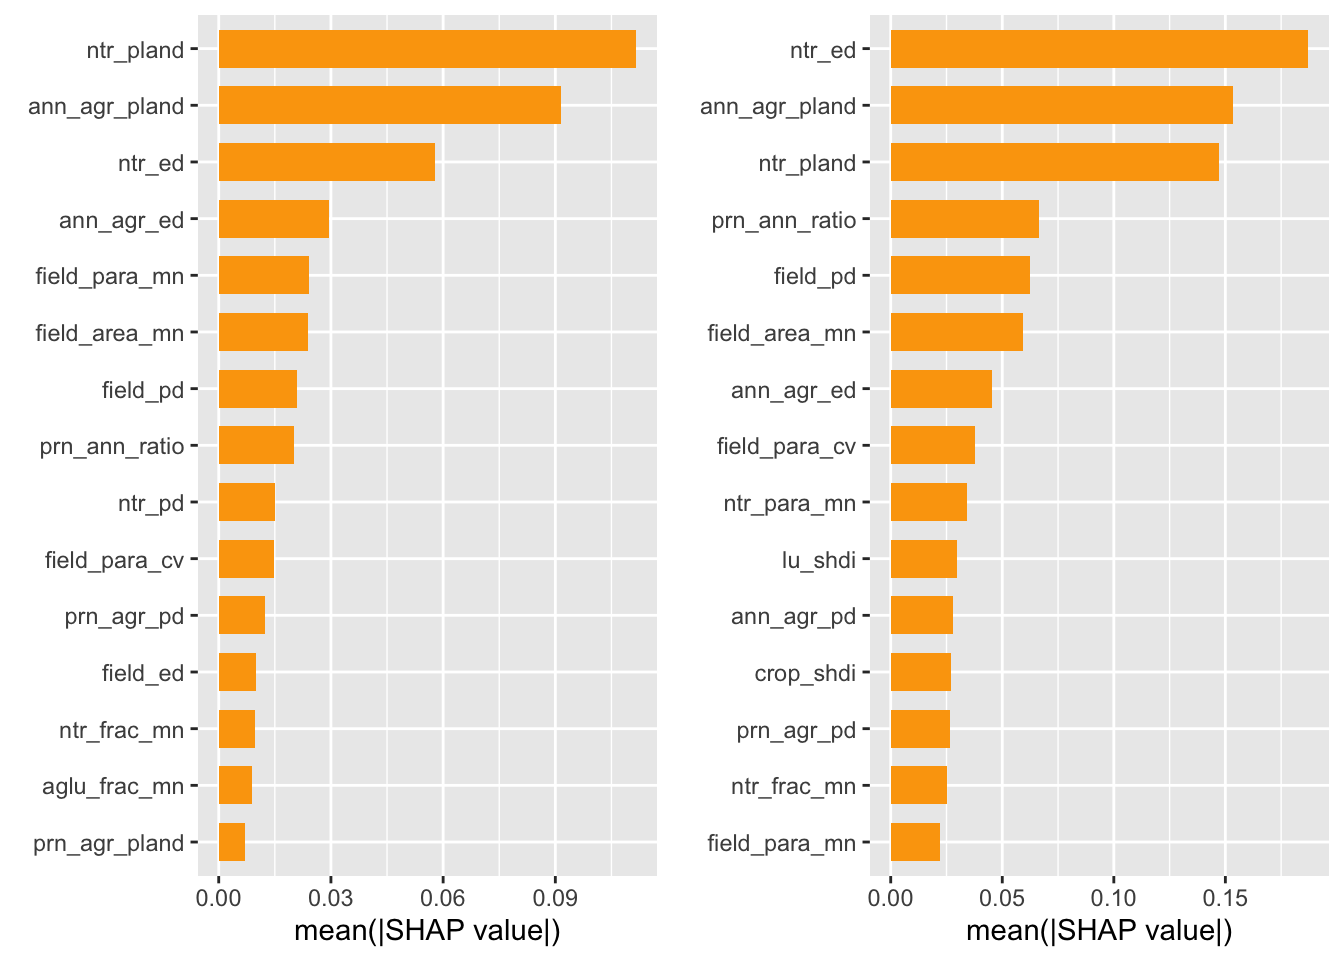 ntr_pland
ann_agr_pland
ntr_ed
ann_agr_ed
field_para_mn
field_area_mn
field_pd
prn_ann_ratio
ntr_pd
field_para_cv
prn_agr_pd
field_ed
ntr_frac_mn
aglu_frac_mn
prn_agr_pland
0.00 0.03 0.06 0.09
mean(|SHAP value|)
ntr_ed
ann_agr_pland
ntr_pland
prn_ann_ratio
field_pd
field_area_mn
ann_agr_ed
field_para_cv
ntr_para_mn
lu_shdi
ann_agr_pd
crop_shdi
prn_agr_pd
ntr_frac_mn
field_para_mn
0.00 0.05 0.10 0.15
mean(|SHAP value|)